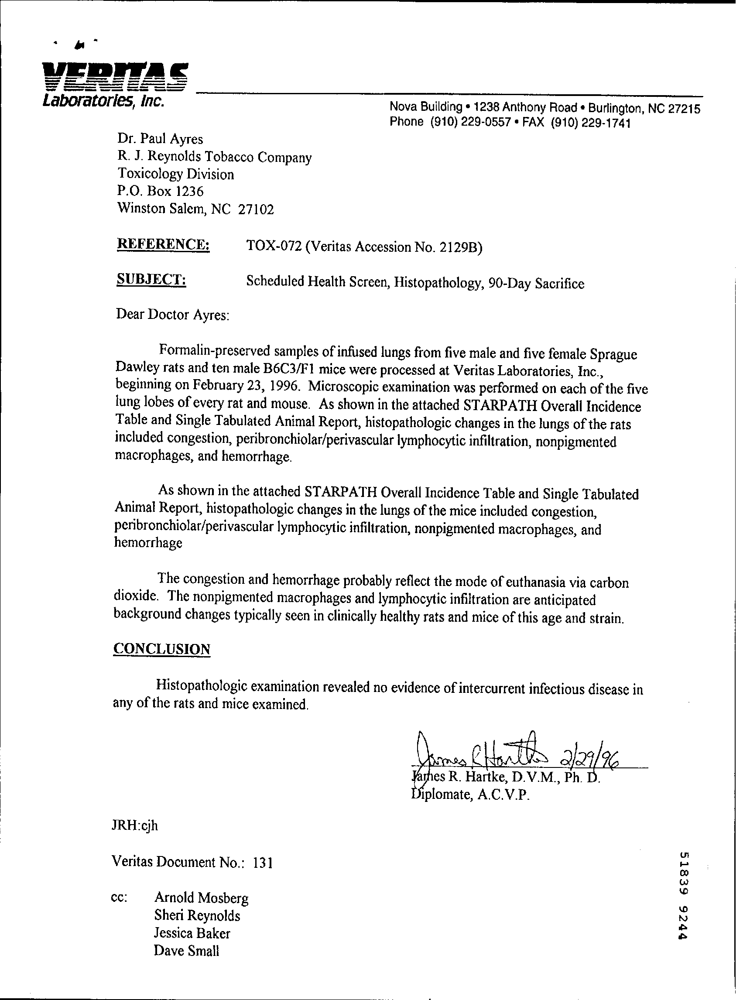 VERITAS
Laboratories, Inc.
Nova Building • 1238 Anthony Road • Burlington, NC 27215
Phone (910) 229-0557 • FAX (910) 229-1741
Dr. Paul Ayres
R. J. Reynolds Tobacco Company
Toxicology Division
P.O. Box 1236
Winston Salem, NC 27102
REFERENCE: TOX-072 (Veritas Accession No. 2129B)
SUBJECT: Scheduled Health Screen, Histopathology, 90-Day Sacrifice
Dear Doctor Ayres:
Formalin-preserved samples of infused lungs from five male and five female Sprague
Dawley rats and ten male B6C3/F1 mice were processed at Veritas Laboratories, Inc.,
beginning on February 23, 1996. Microscopic examination was performed on each of the five
lung lobes of every rat and mouse. As shown in the attached STARPATH Overall Incidence
Table and Single Tabulated Animal Report, histopathologic changes in the lungs of the rats
included congestion, peribronchiolar/perivascular lymphocytic infiltration, nonpigmented
macrophages, and hemorrhage.
As shown in the attached STARPATH Overall Incidence Table and Single Tabulated
Animal Report, histopathologic changes in the lungs of the mice included congestion,
peribronchiolar/perivascular lymphocytic infiltration, nonpigmented macrophages, and
hemorrhage
The congestion and hemorrhage probably reflect the mode of euthanasia via carbon
dioxide. The nonpigmented macrophages and lymphocytic infiltration are anticipated
background changes typically seen in clinically healthy rats and mice of this age and strain.
CONCLUSION
Histopathologic examination revealed no evidence of intercurrent infectious disease in
any of the rats and mice examined.
James R Hartke 2/29/96
James R. Hartke, D.V.M., Ph. D.
Diplomate, A.C.V.P.
JRH:cjh
Veritas Document No.: 131
cc: Arnold Mosberg
Sheri Reynolds
Jessica Baker
Dave Small
51839 9244